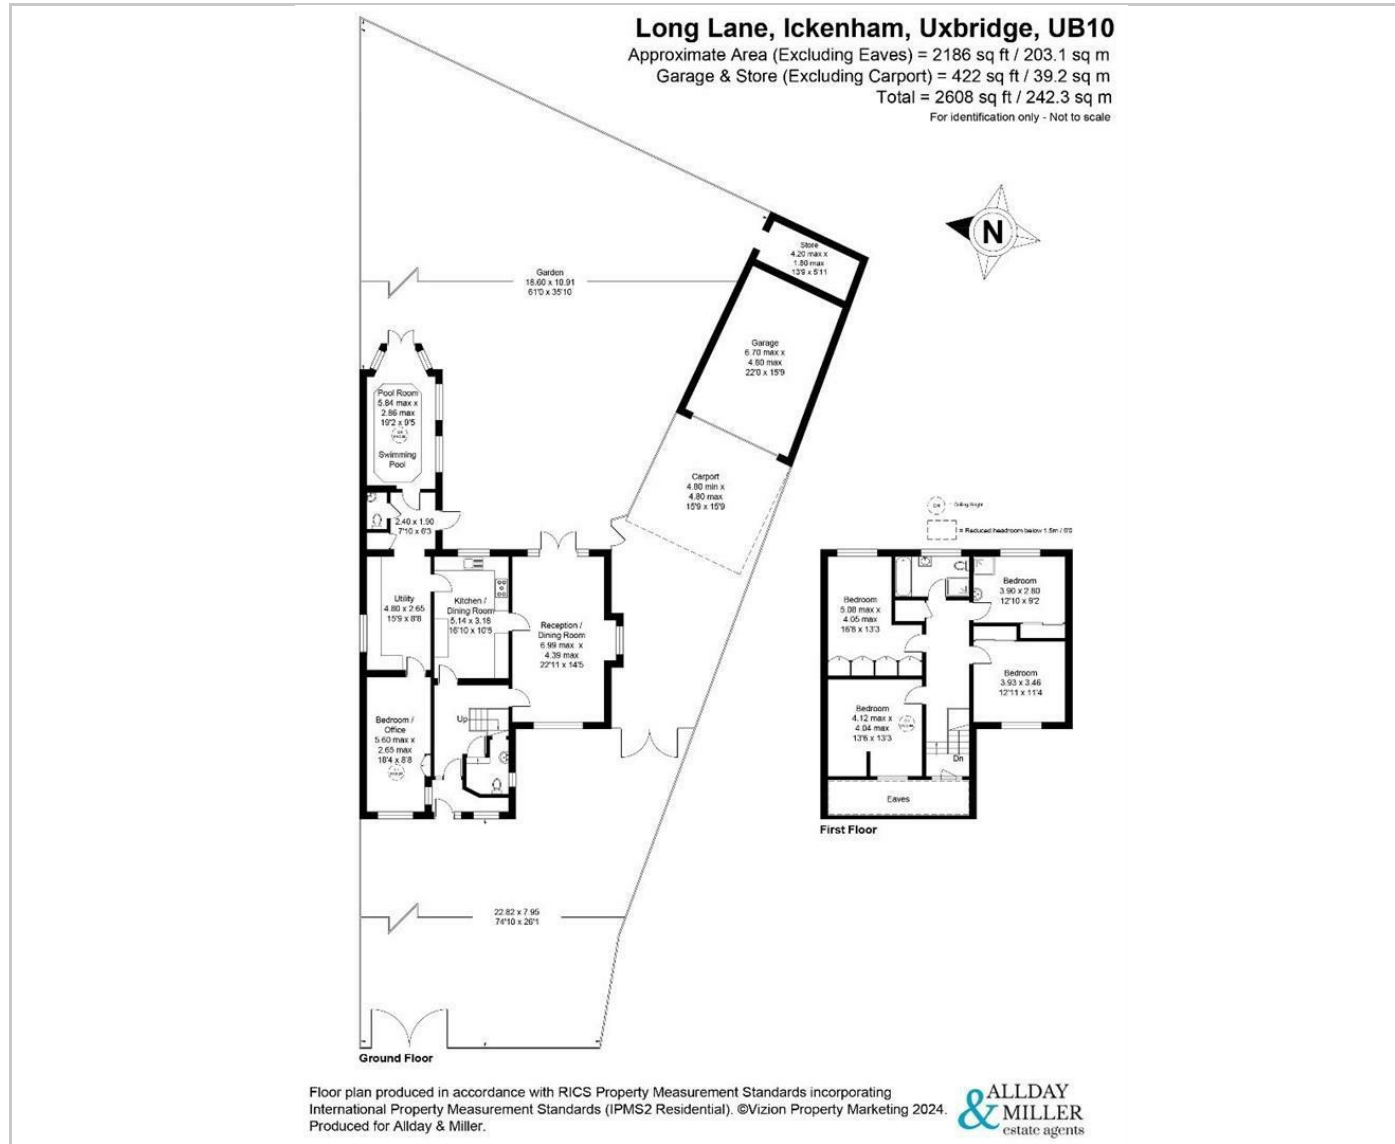 Long Lane, Ickenham, Uxbridge, UB10
Approximate Area (Excluding Eaves) = 2186 sq ft / 203.1 sq m
Garage & Store (Excluding Carport) = 422 sq ft / 39.2 sq m
Total = 2608 sq ft / 242.3 sq m
For identification only - Not to scale
N
Store
4.20 max x
1.80 max
13'9 x 5'11
Garden
18.60 x 10.91
61'0 x 35'10
Garage
6.70 max x
4.80 max
22'0 x 15'9
Pool Room
5.84 max x
2.86 max
19'2 x 9'5
Swimming
Pool
Carport
4.80 min x
4.80 max
15'9 x 15'9
2.40 x 1.90
7'10 x 6'3
Utility
4.80 x 2.65
15'9 x 8'8
Kitchen /
Dining Room
5.14 x 3.18
16'10 x 10'5
Reception /
Dining Room
6.99 max x
4.39 max
22'11 x 14'5
Up
Bedroom /
Office
5.60 max x
2.65 max
18'4 x 8'8
22.82 x 7.95
74'10 x 26'1
Ground Floor
Ceiling Height
= Reduced headroom below 1.5m / 5'0
Bedroom
5.08 max x
4.05 max
16'8 x 13'3
Bedroom
3.90 x 2.80
12'10 x 9'2
Bedroom
3.93 x 3.46
12'11 x 11'4
Bedroom
4.12 max x
4.04 max
13'6 x 13'3
Dn
Eaves
First Floor
Floor plan produced in accordance with RICS Property Measurement Standards incorporating
International Property Measurement Standards (IPMS2 Residential). ©Vizion Property Marketing 2024.
Produced for Allday & Miller.
ALLDAY
& MILLER
estate agents